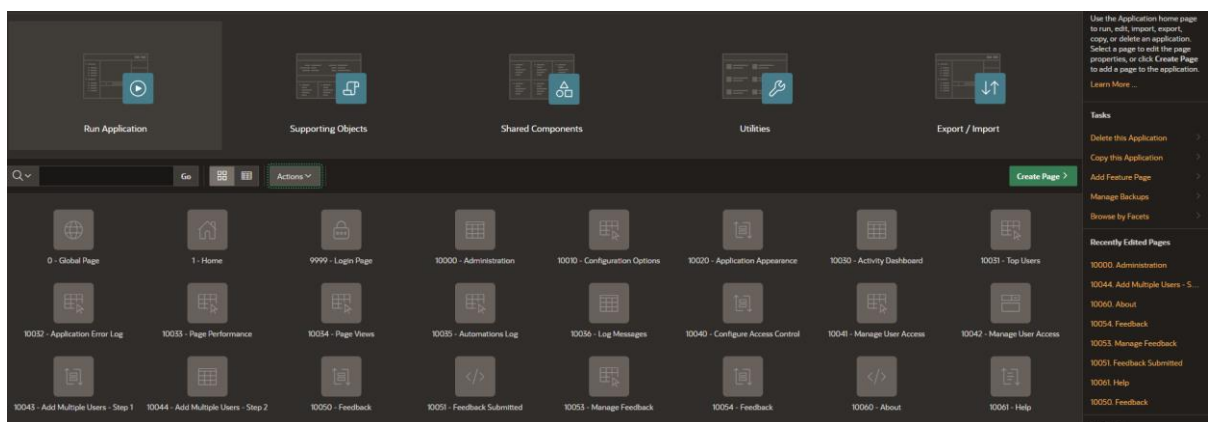 Run Application
Supporting Objects
Shared Components
Utilities
Export / Import
Go
Actions
Create Page >
0 - Global Page
1 - Home
9999 - Login Page
10000 - Administration
10010 - Configuration Options
10020 - Application Appearance
10030 - Activity Dashboard
10031 - Top Users
10032 - Application Error Log
10033 - Page Performance
10034 - Page Views
10035 - Automations Log
10036 - Log Messages
10040 - Configure Access Control
10041 - Manage User Access
10042 - Manage User Access
10043 - Add Multiple Users - Step 1
10044 - Add Multiple Users - Step 2
10050 - Feedback
10051 - Feedback Submitted
10053 - Manage Feedback
10054 - Feedback
10060 - About
10061 - Help
Use the Application home page
to run, edit, import, export,
copy, or delete an application.
Select a page to edit the page
properties, or click Create Page
to add a page to the application.
Learn More ...
Tasks
Delete this Application
Copy this Application
Add Feature Page
Manage Backups
Browse by Facets
Recently Edited Pages
10000. Administration
10044. Add Multiple Users - S...
10060. About
10054. Feedback
10053. Manage Feedback
10051. Feedback Submitted
10061. Help
10050. Feedback